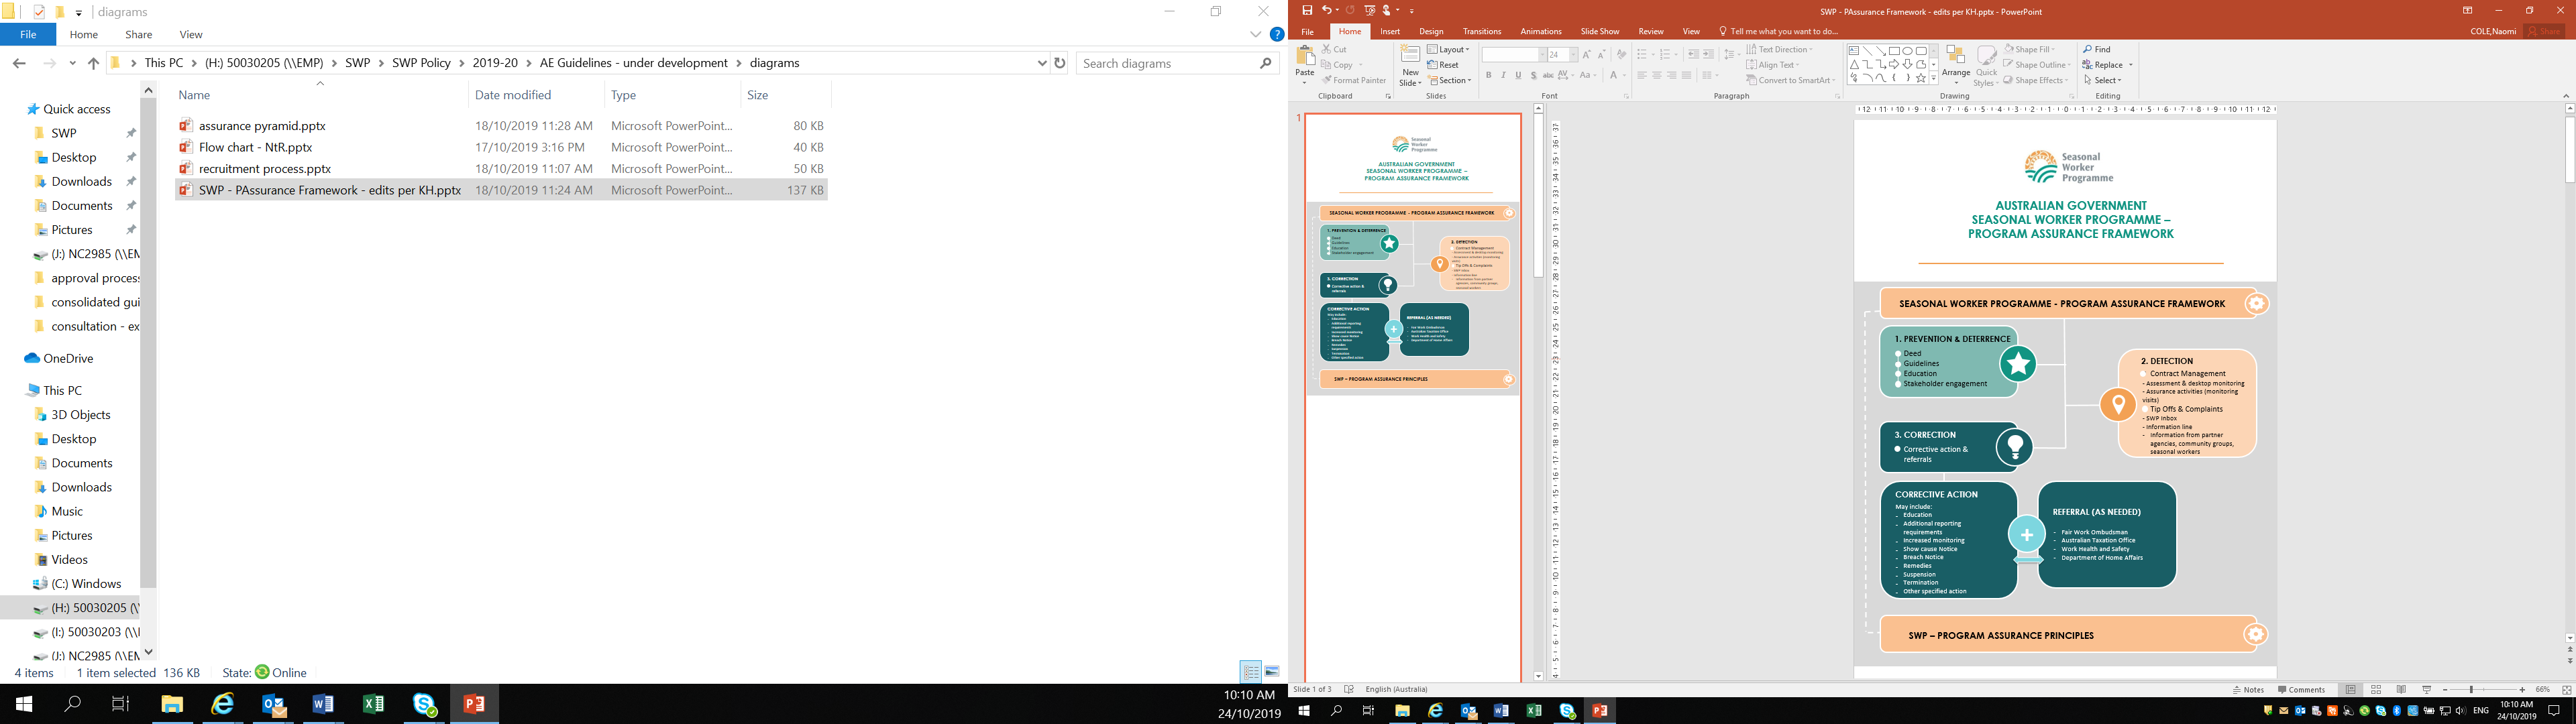 diagrams
File
Home
Share
View
This PC > (H:) 50030205 (\\EMP) > SWP > SWP Policy > 2019-20 > AE Guidelines - under development > diagrams
Search diagrams
Name
Date modified
Type
Size
assurance pyramid.pptx 18/10/2019 11:28 AM Microsoft PowerPoint... 80 KB
Flow chart - NtR.pptx 17/10/2019 3:16 PM Microsoft PowerPoint... 40 KB
recruitment process.pptx 18/10/2019 11:07 AM Microsoft PowerPoint... 50 KB
SWP - PAssurance Framework - edits per KH.pptx 18/10/2019 11:24 AM Microsoft PowerPoint... 137 KB
Quick access
SWP
Desktop
Downloads
Documents
Pictures
(J:) NC2985 (\\EM
approval process
consolidated gui
consultation - ex
OneDrive
This PC
3D Objects
Desktop
Documents
Downloads
Music
Pictures
Videos
(C:) Windows
(H:) 50030205 (\\
(I:) 50030203 (\\
(J:) NC2985 (\\EM
4 items
1 item selected 136 KB
State: Online
10:10 AM
24/10/2019
SWP - PAssurance Framework - edits per KH.pptx - PowerPoint
File Home Insert Design Transitions Animations Slide Show Review View Tell me what you want to do...
COLE,Naomi
Share
Paste
Cut
Copy
Format Painter
Clipboard
New Slide
Layout
Reset
Section
Slides
24
Font
Text Direction
Align Text
Convert to SmartArt
Paragraph
Arrange
Quick Styles
Shape Fill
Shape Outline
Shape Effects
Drawing
Find
Replace
Select
Editing
1
Seasonal
Worker
Programme
AUSTRALIAN GOVERNMENT
SEASONAL WORKER PROGRAMME –
PROGRAM ASSURANCE FRAMEWORK
SEASONAL WORKER PROGRAMME - PROGRAM ASSURANCE FRAMEWORK
1. PREVENTION & DETERRENCE
Deed
Guidelines
Education
Stakeholder engagement
2. DETECTION
Contract Management
- Assessment & desktop monitoring
- Assurance activities (monitoring
visits)
Tip Offs & Complaints
- SWP Inbox
- Information line
- Information from partner
agencies, community groups,
seasonal workers
3. CORRECTION
Corrective action &
referrals
CORRECTIVE ACTION
May include:
- Education
- Additional reporting
requirements
- Increased monitoring
- Show cause Notice
- Breach Notice
- Remedies
- Suspension
- Termination
- Other specified action
REFERRAL (AS NEEDED)
- Fair Work Ombudsman
- Australian Taxation Office
- Work Health and Safety
- Department of Home Affairs
SWP – PROGRAM ASSURANCE PRINCIPLES
Slide 1 of 3
English (Australia)
Notes
Comments
66%
ENG
10:10 AM
24/10/2019